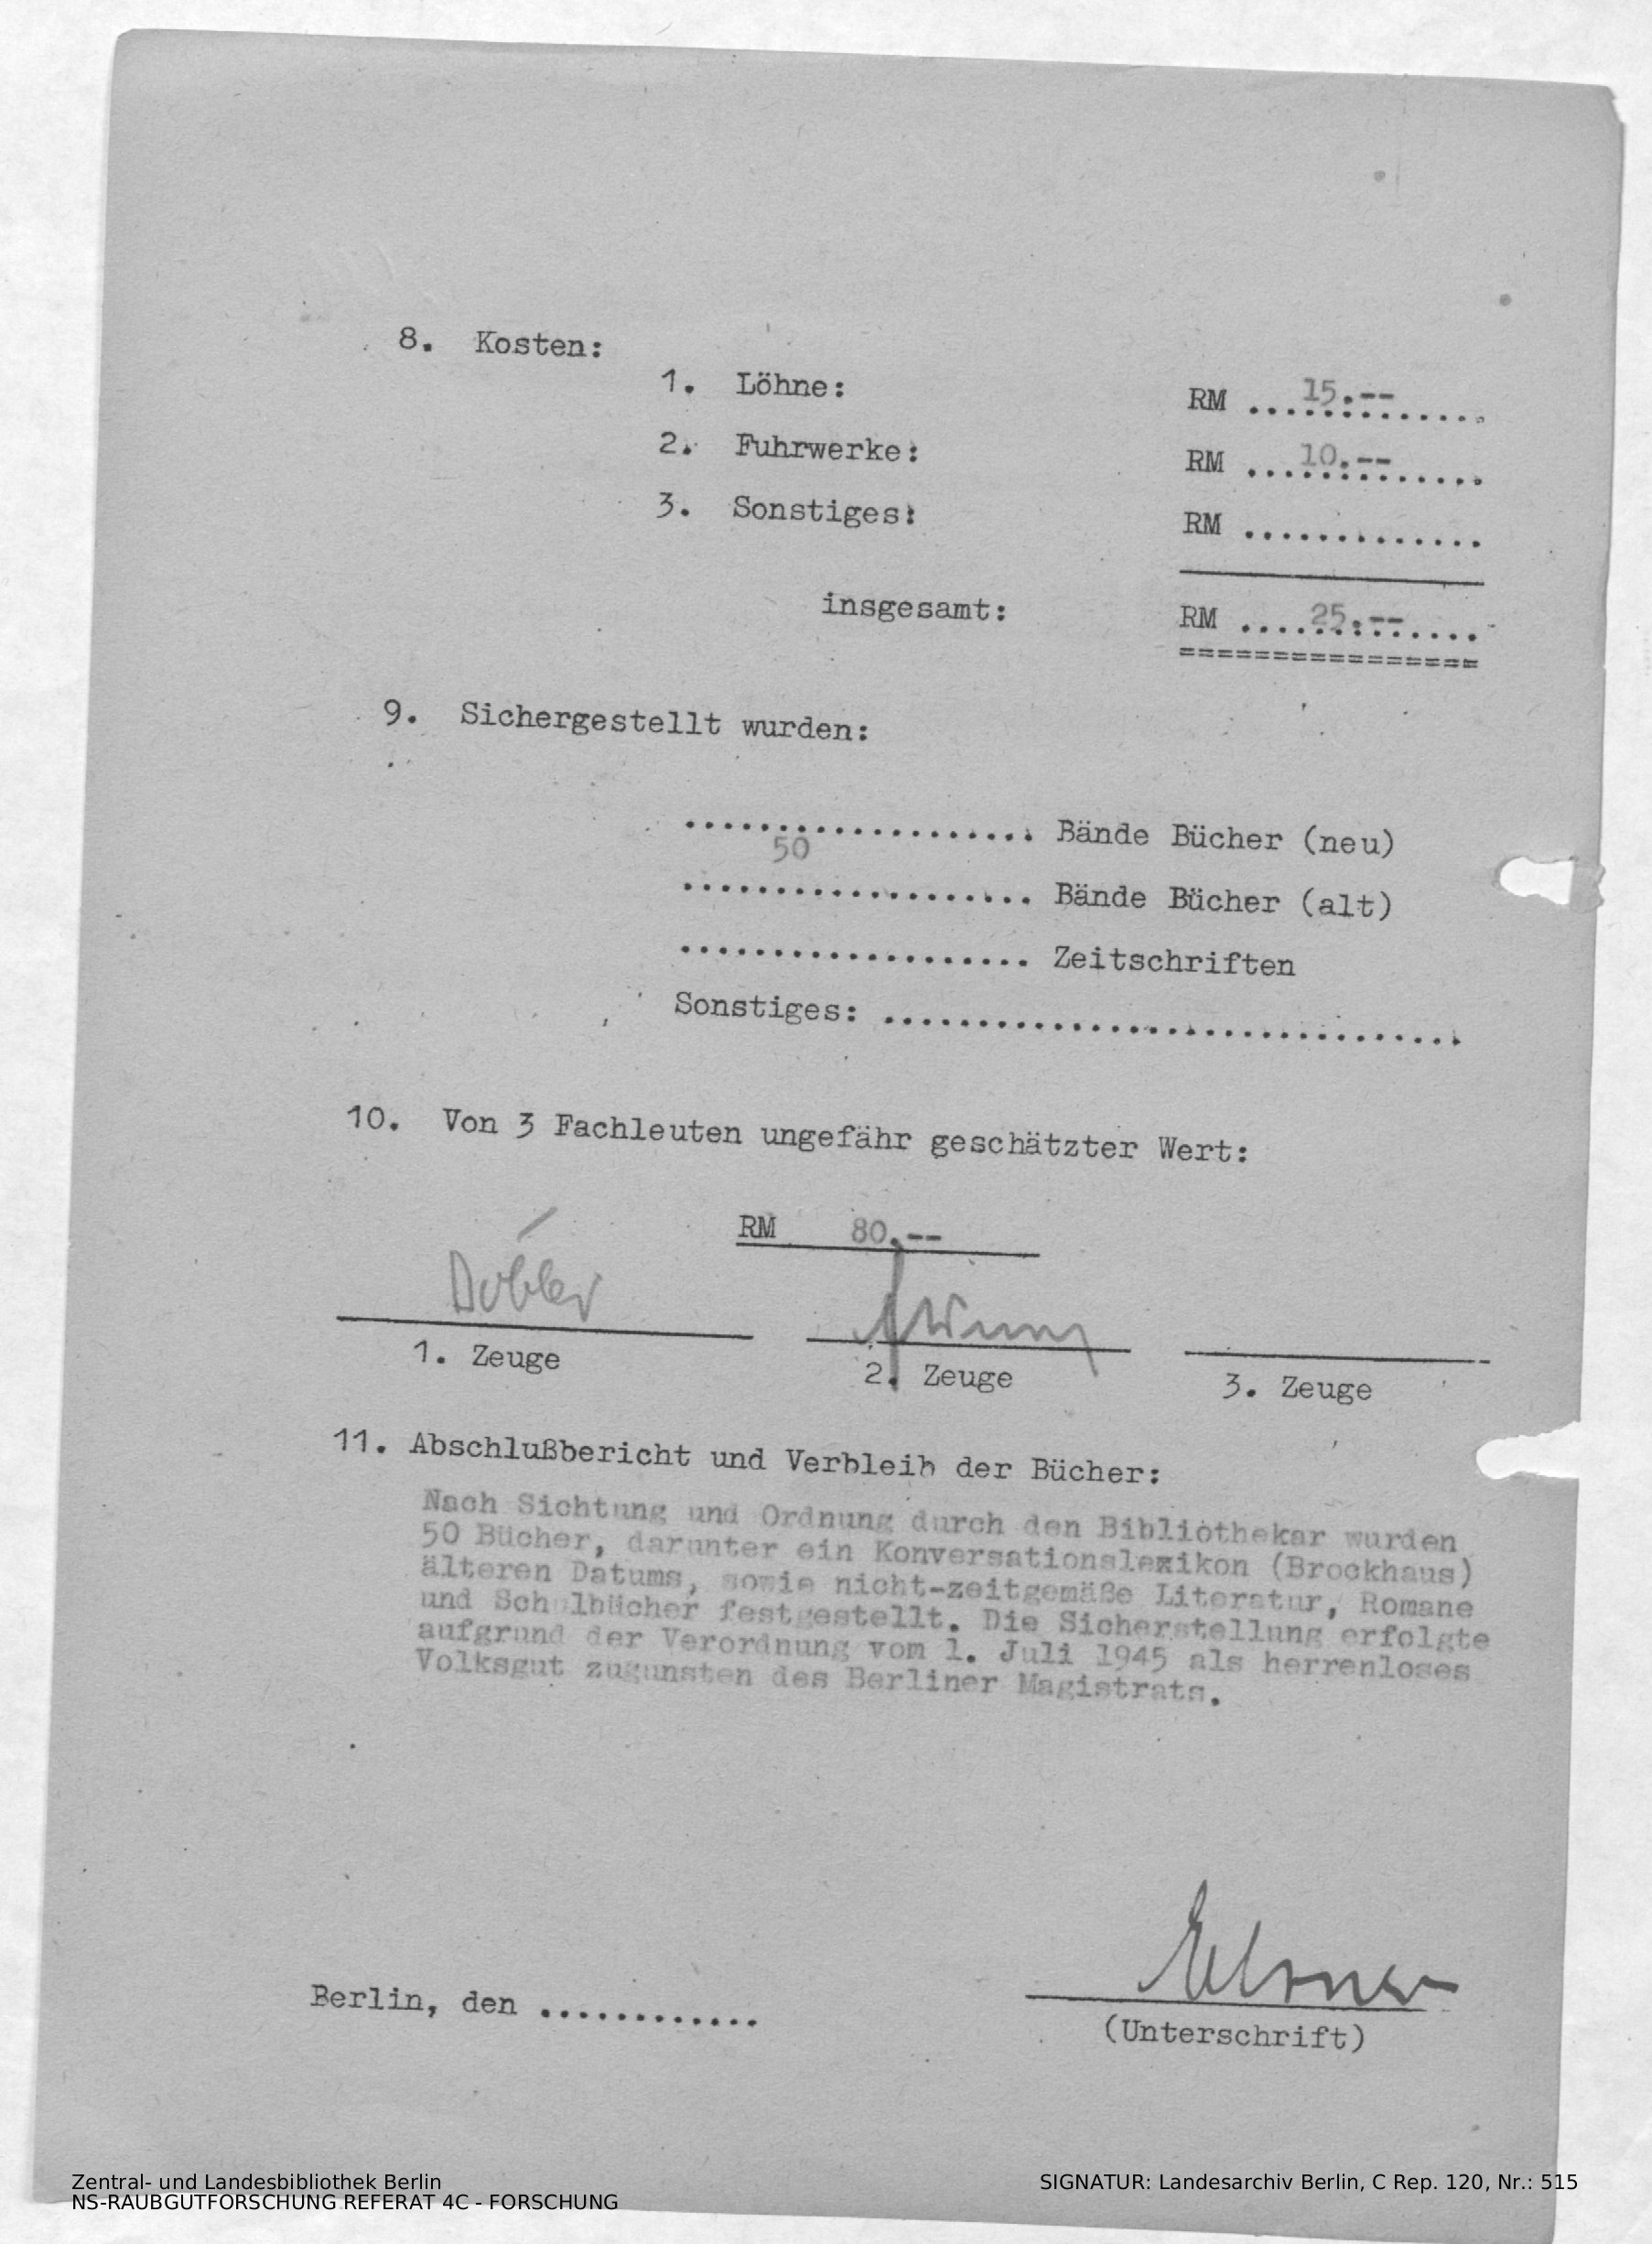 8. Kosten:
1. Löhne: RM ...15.--.......
2. Fuhrwerke: RM ...10.--.......
3. Sonstiges: RM .............
insgesamt: RM ....25.--......
================
9. Sichergestellt wurden:
................... Bände Bücher (neu)
50
................... Bände Bücher (alt)
................... Zeitschriften
Sonstiges: ...............................
10. Von 3 Fachleuten ungefähr geschätzter Wert:
RM 80.--
1. Zeuge 2. Zeuge 3. Zeuge
11. Abschlußbericht und Verbleib der Bücher:
Nach Sichtung und Ordnung durch den Bibliothekar wurden
50 Bücher, darunter ein Konversationslexikon (Brockhaus)
älteren Datums, sowie nicht-zeitgemäße Literatur, Romane
und Schulbücher festgestellt. Die Sicherstellung erfolgte
aufgrund der Verordnung vom 1. Juli 1945 als herrenloses
Volksgut zugunsten des Berliner Magistrats.
Berlin, den ............
(Unterschrift)
Zentral- und Landesbibliothek Berlin
NS-RAUBGUTFORSCHUNG REFERAT 4C - FORSCHUNG
SIGNATUR: Landesarchiv Berlin, C Rep. 120, Nr.: 515